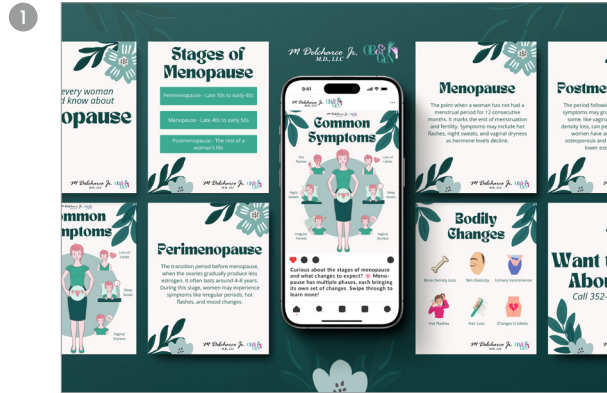 1
every woman
know about
opause
Stages of
Menopause
Perimenopause - Late 30s to early 40s
Menopause - Late 40s to early 50s
Postmenopause - The rest of a
woman's life
M Delcharco Jr. OB& GYN
M.D., LLC
M Delcharco Jr. OB& GYN
M.D., LLC
9:41
M Delcharco Jr. OB& GYN
Common
Symptoms
Hot
Flashes
Loss of
Libido
Night
Sweats
Sleep
Issues
Irregular
Periods
Vaginal
Dryness
Curious about the stages of menopause
and what changes to expect? Meno-
pause has multiple phases, each bringing
its own set of changes. Swipe through to
learn more!
Menopause
The point when a woman has not had a
menstrual period for 12 consecutive
months. It marks the end of menstruation
and fertility. Symptoms may include hot
flashes, night sweats, and vaginal dryness
as hormone levels decline.
M Delcharco Jr. OB& GYN
M.D., LLC
Postme
The period followi
symptoms may gra
some, like vagina
density loss, can pe
women have a
osteoporosis and
lower est
mmon
mptoms
Loss of
Libido
Sleep
Issues
Vaginal
Dryness
Perimenopause
The transition period before menopause,
when the ovaries gradually produce less
estrogen. It often lasts around 4–8 years.
During this stage, women may experience
symptoms like irregular periods, hot
flashes, and mood changes.
M Delcharco Jr. OB& GYN
M.D., LLC
Bodily
Changes
Bone Density Loss
Skin Elasticity
Urinary Incontinence
Hot Flashes
Hair Loss
Changes in Libido
M Delcharco Jr. OB& GYN
M.D., LLC
Want t
Abou
Call 352-